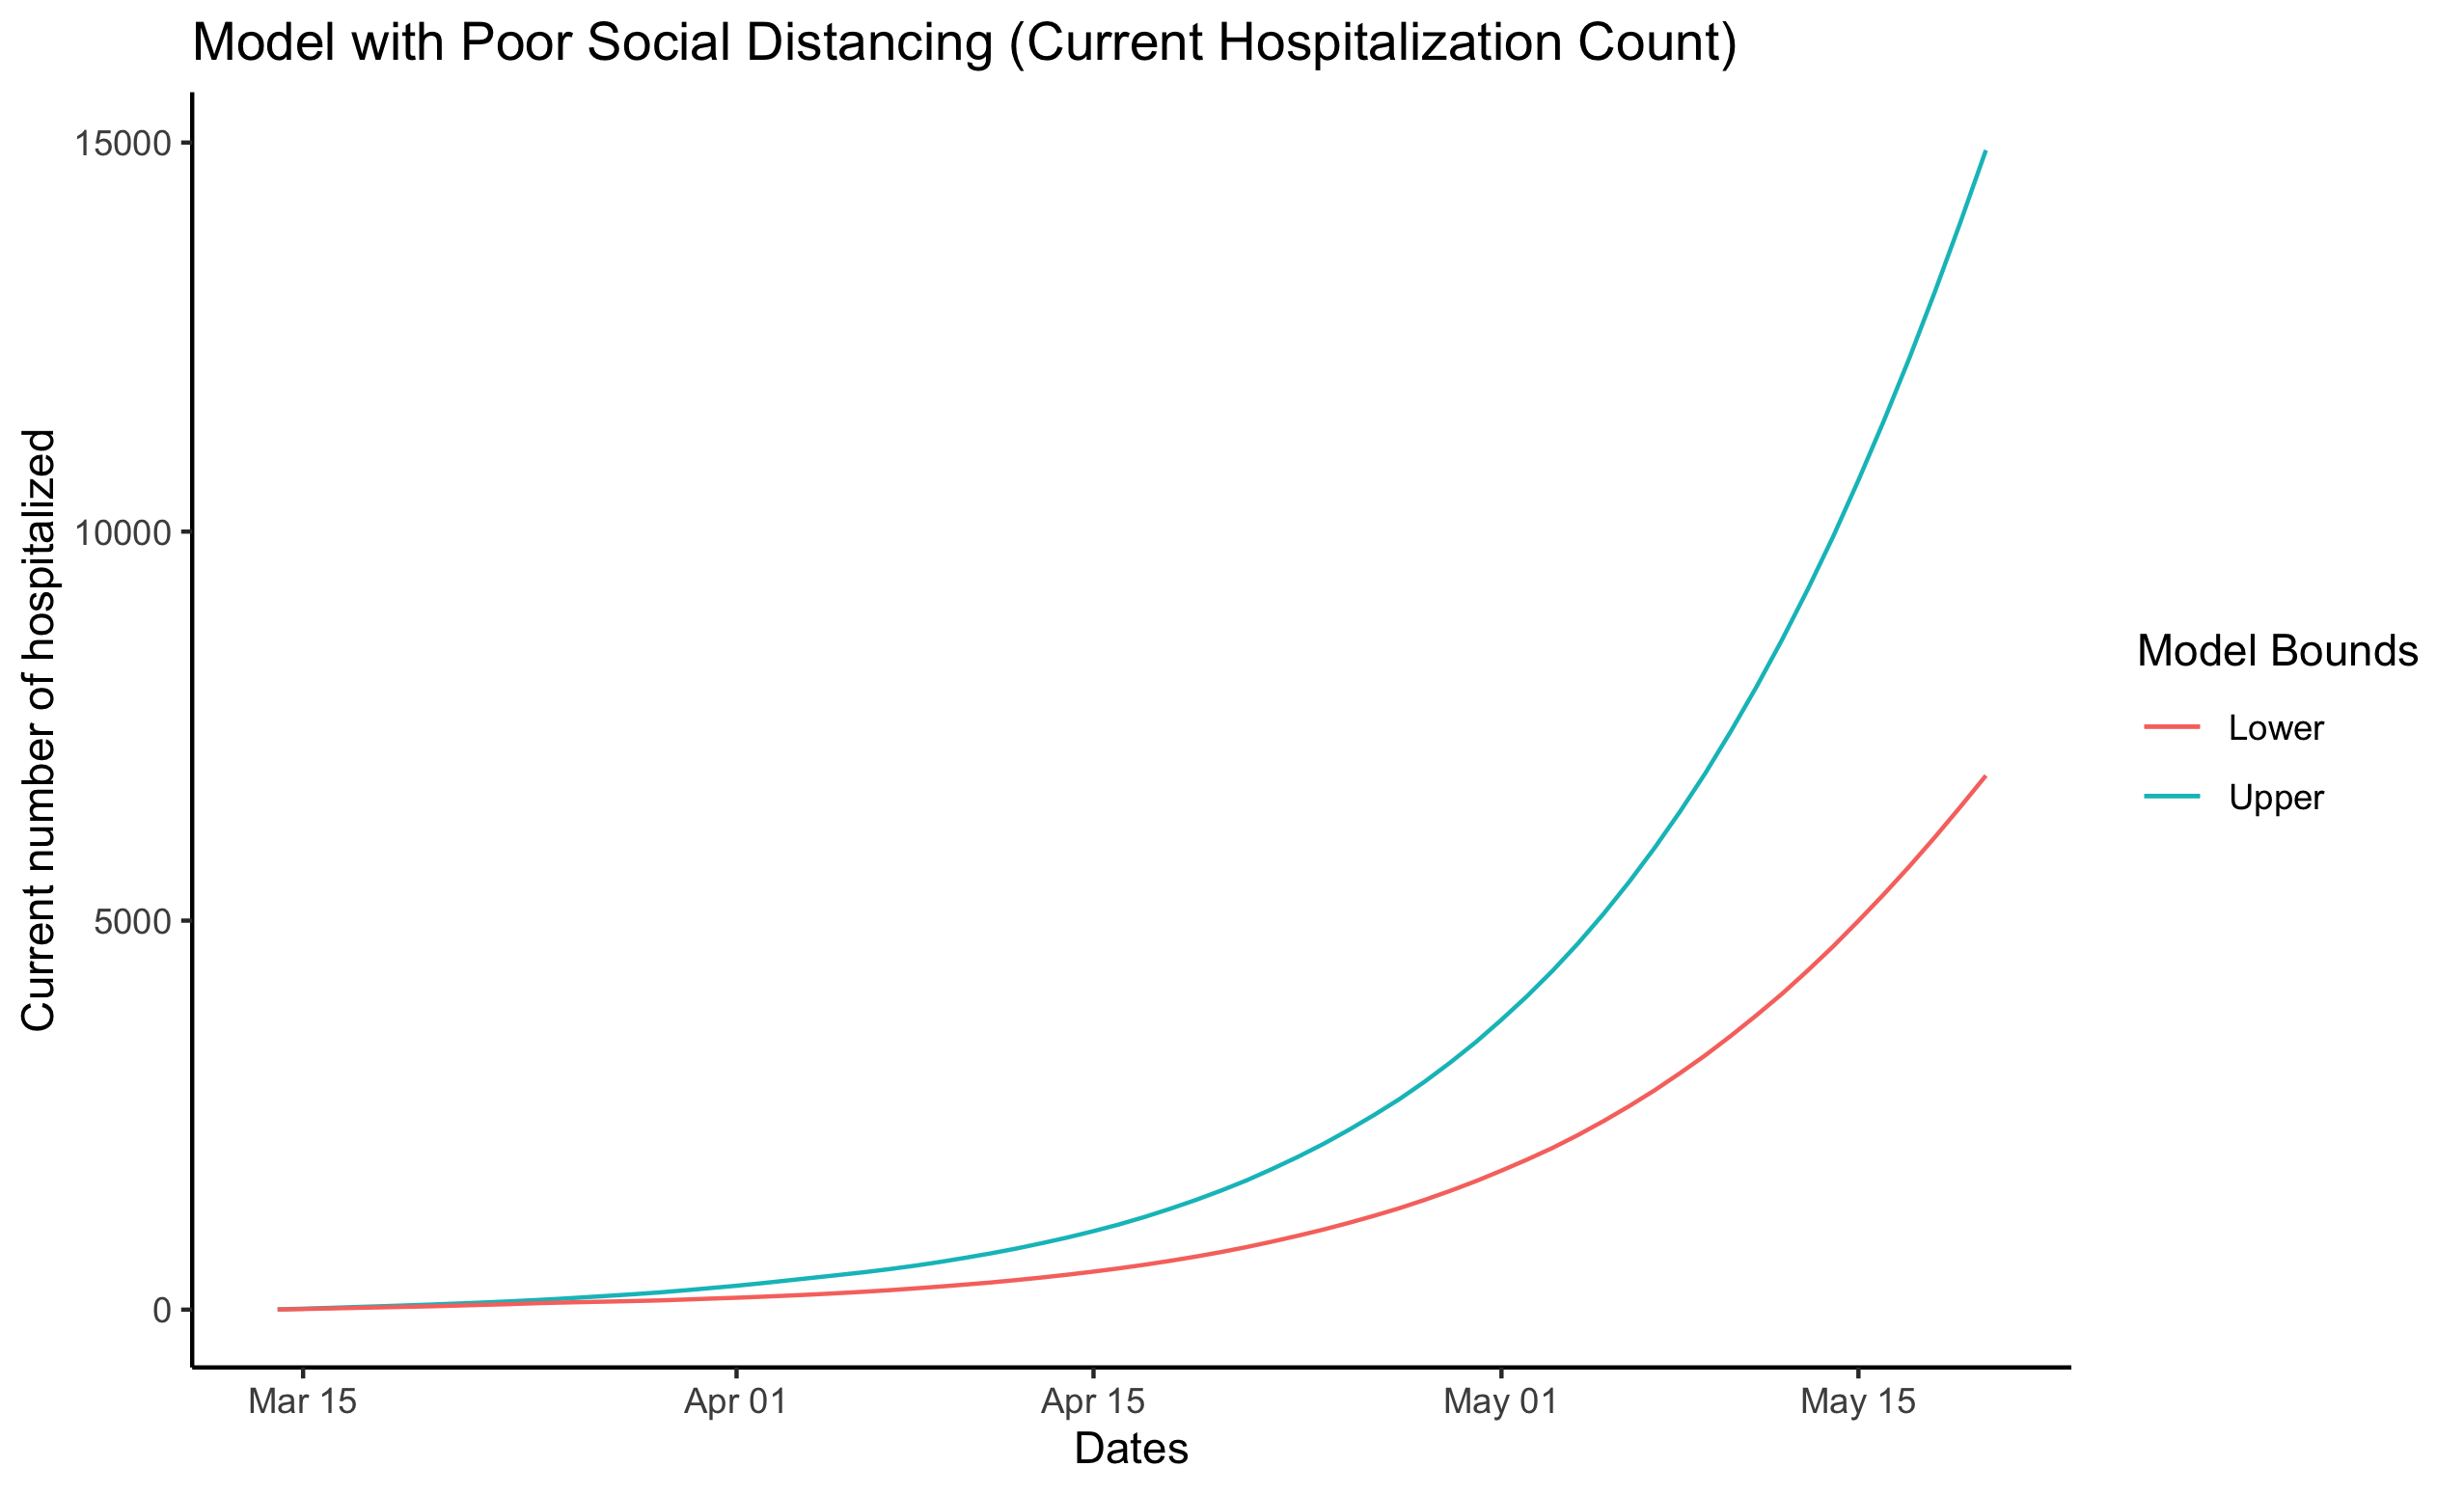 Model with Poor Social Distancing (Current Hospitalization Count)
Current number of hospitalized
15000
10000
5000
0
Mar 15
Apr 01
Apr 15
May 01
May 15
Dates
Model Bounds
Lower
Upper